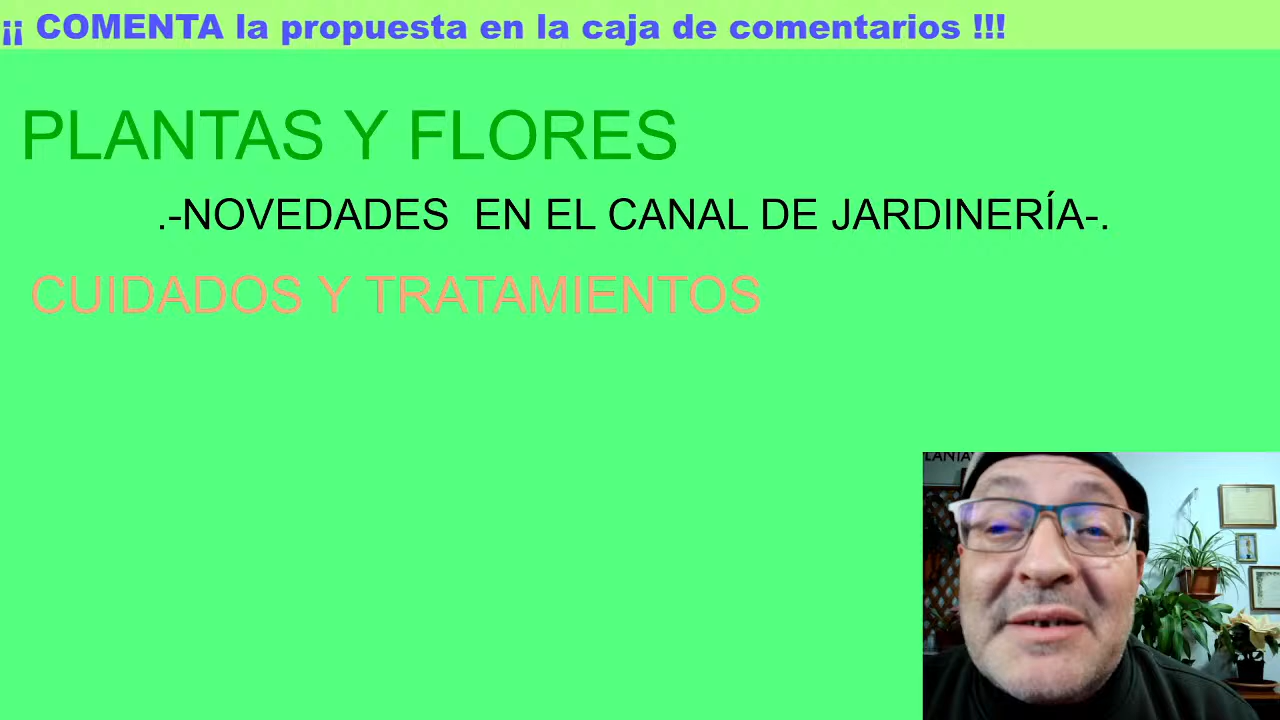 ¡¡ COMENTA la propuesta en la caja de comentarios !!!
PLANTAS Y FLORES
.-NOVEDADES  EN EL CANAL DE JARDINERÍA-.
CUIDADOS Y TRATAMIENTOS